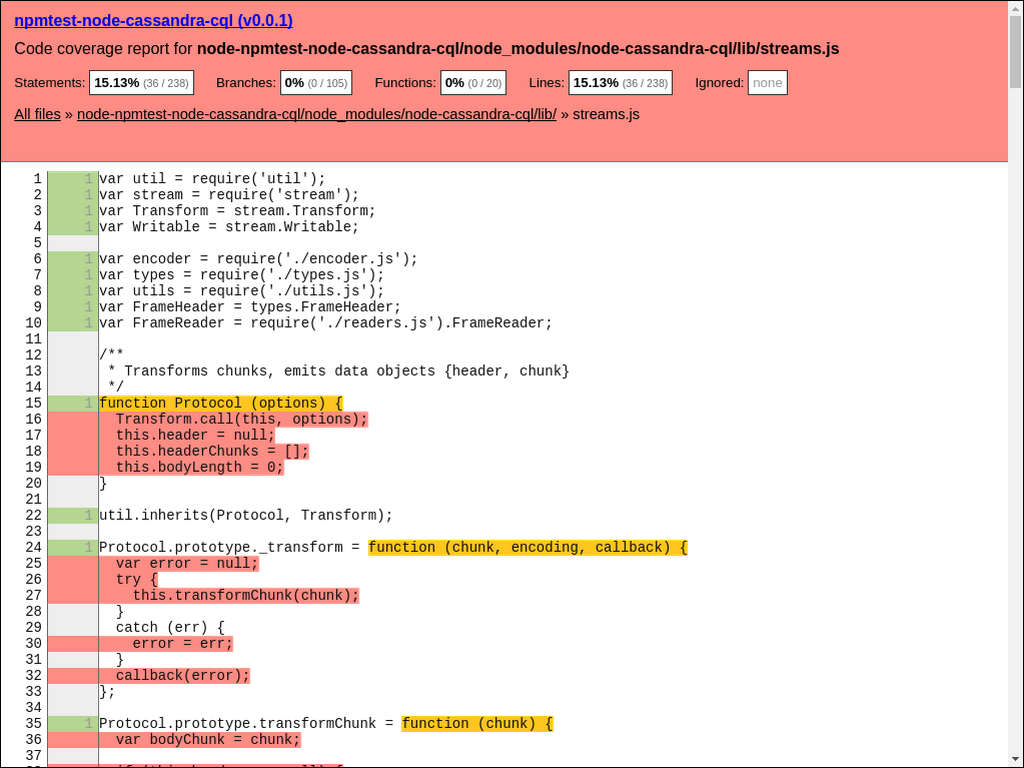 npmtest-node-cassandra-cql (v0.0.1)
Code coverage report for node-npmtest-node-cassandra-cql/node_modules/node-cassandra-cql/lib/streams.js
Statements: 15.13% (36 / 238) Branches: 0% (0 / 105) Functions: 0% (0 / 20) Lines: 15.13% (36 / 238) Ignored: none
All files » node-npmtest-node-cassandra-cql/node_modules/node-cassandra-cql/lib/ » streams.js
1 1 var util = require('util');
2 1 var stream = require('stream');
3 1 var Transform = stream.Transform;
4 1 var Writable = stream.Writable;
5
6 1 var encoder = require('./encoder.js');
7 1 var types = require('./types.js');
8 1 var utils = require('./utils.js');
9 1 var FrameHeader = types.FrameHeader;
10 1 var FrameReader = require('./readers.js').FrameReader;
11
12 /**
13  * Transforms chunks, emits data objects {header, chunk}
14  */
15 1 function Protocol (options) {
16   Transform.call(this, options);
17   this.header = null;
18   this.headerChunks = [];
19   this.bodyLength = 0;
20 }
21
22 1 util.inherits(Protocol, Transform);
23
24 1 Protocol.prototype._transform = function (chunk, encoding, callback) {
25   var error = null;
26   try {
27     this.transformChunk(chunk);
28   }
29   catch (err) {
30     error = err;
31   }
32   callback(error);
33 };
34
35 1 Protocol.prototype.transformChunk = function (chunk) {
36   var bodyChunk = chunk;
37